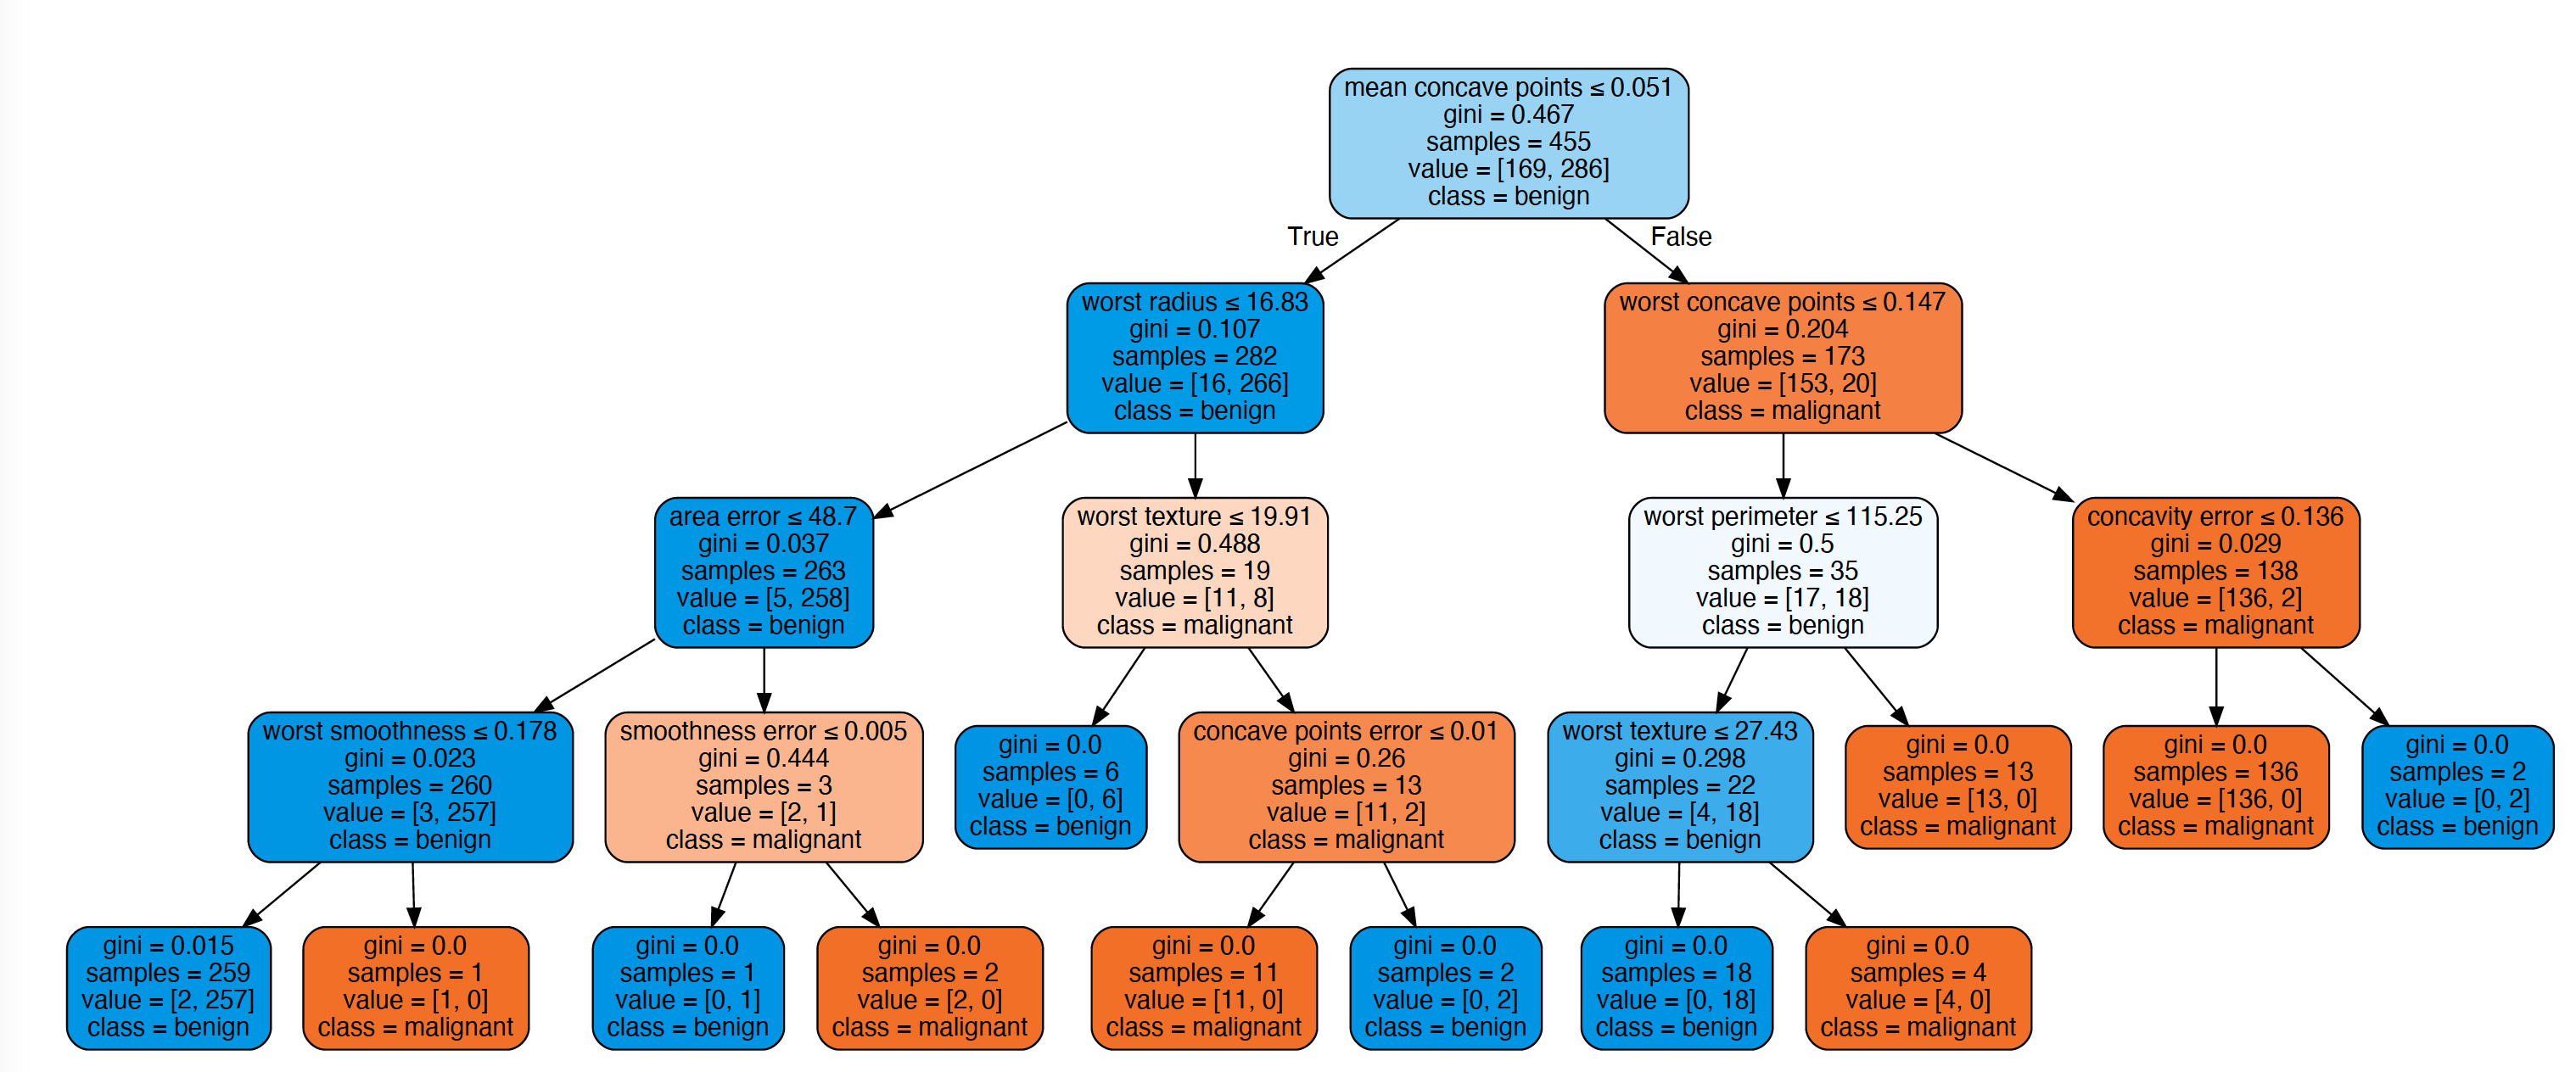 mean concave points ≤ 0.051
gini = 0.467
samples = 455
value = [169, 286]
class = benign
True
False
worst radius ≤ 16.83
gini = 0.107
samples = 282
value = [16, 266]
class = benign
worst concave points ≤ 0.147
gini = 0.204
samples = 173
value = [153, 20]
class = malignant
area error ≤ 48.7
gini = 0.037
samples = 263
value = [5, 258]
class = benign
worst texture ≤ 19.91
gini = 0.488
samples = 19
value = [11, 8]
class = malignant
worst perimeter ≤ 115.25
gini = 0.5
samples = 35
value = [17, 18]
class = benign
concavity error ≤ 0.136
gini = 0.029
samples = 138
value = [136, 2]
class = malignant
worst smoothness ≤ 0.178
gini = 0.023
samples = 260
value = [3, 257]
class = benign
smoothness error ≤ 0.005
gini = 0.444
samples = 3
value = [2, 1]
class = malignant
gini = 0.0
samples = 6
value = [0, 6]
class = benign
concave points error ≤ 0.01
gini = 0.26
samples = 13
value = [11, 2]
class = malignant
worst texture ≤ 27.43
gini = 0.298
samples = 22
value = [4, 18]
class = benign
gini = 0.0
samples = 13
value = [13, 0]
class = malignant
gini = 0.0
samples = 136
value = [136, 0]
class = malignant
gini = 0.0
samples = 2
value = [0, 2]
class = benign
gini = 0.015
samples = 259
value = [2, 257]
class = benign
gini = 0.0
samples = 1
value = [1, 0]
class = malignant
gini = 0.0
samples = 1
value = [0, 1]
class = benign
gini = 0.0
samples = 2
value = [2, 0]
class = malignant
gini = 0.0
samples = 11
value = [11, 0]
class = malignant
gini = 0.0
samples = 2
value = [0, 2]
class = benign
gini = 0.0
samples = 18
value = [0, 18]
class = benign
gini = 0.0
samples = 4
value = [4, 0]
class = malignant